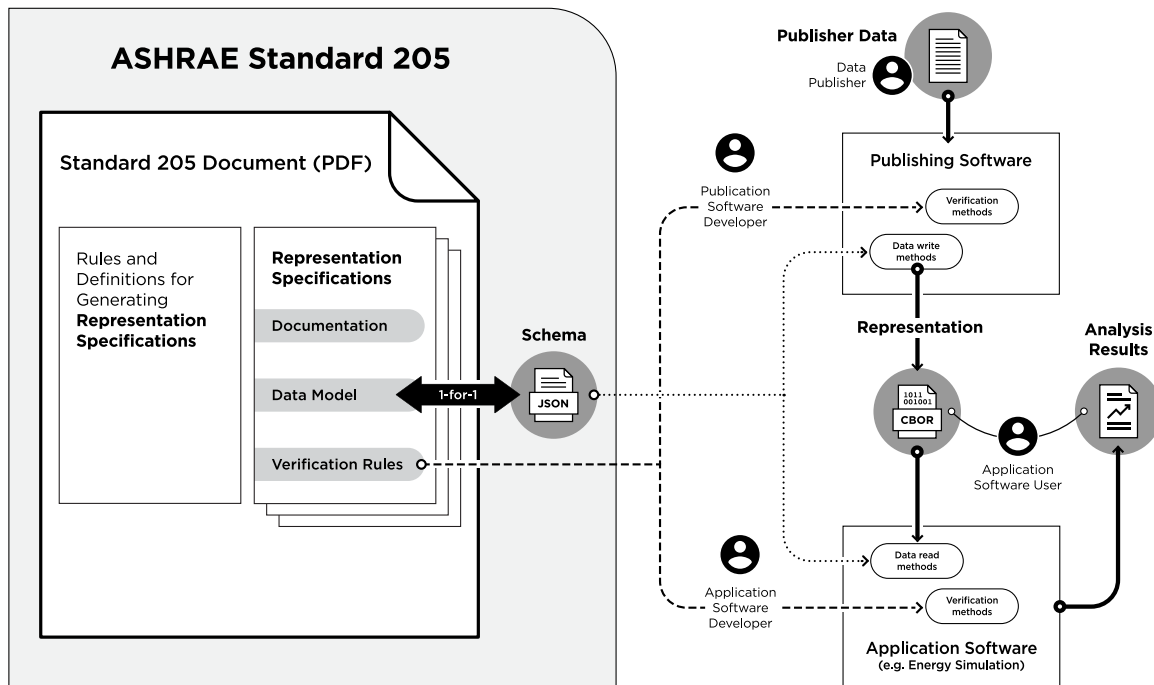 ASHRAE Standard 205
Standard 205 Document (PDF)
Rules and
Definitions for
Generating
Representation
Specifications
Representation
Specifications
Documentation
Data Model
Verification Rules
1-for-1
Schema
JSON
Publisher Data
Data
Publisher
Publication
Software
Developer
Publishing Software
Verification
methods
Data write
methods
Representation
1011
001001
CBOR
Analysis
Results
Application
Software User
Application
Software
Developer
Data read
methods
Verification
methods
Application Software
(e.g. Energy Simulation)